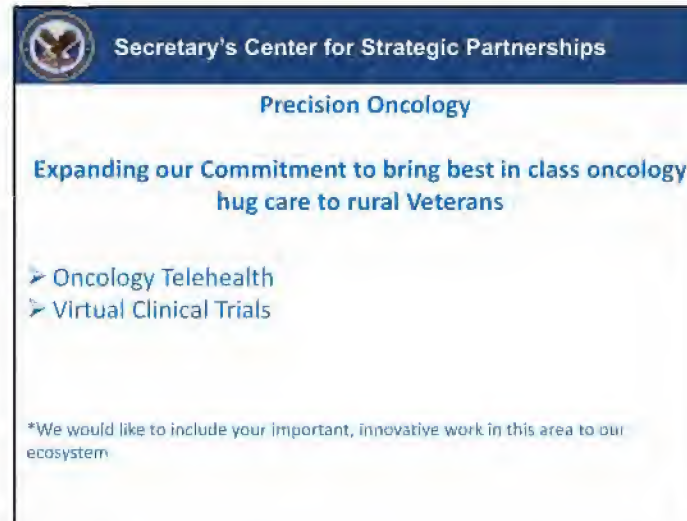 Secretary's Center for Strategic Partnerships
Precision Oncology
Expanding our Commitment to bring best in class oncology
hug care to rural Veterans
➢ Oncology Telehealth
➢ Virtual Clinical Trials
*We would like to include your important, innovative work in this area to our
ecosystem